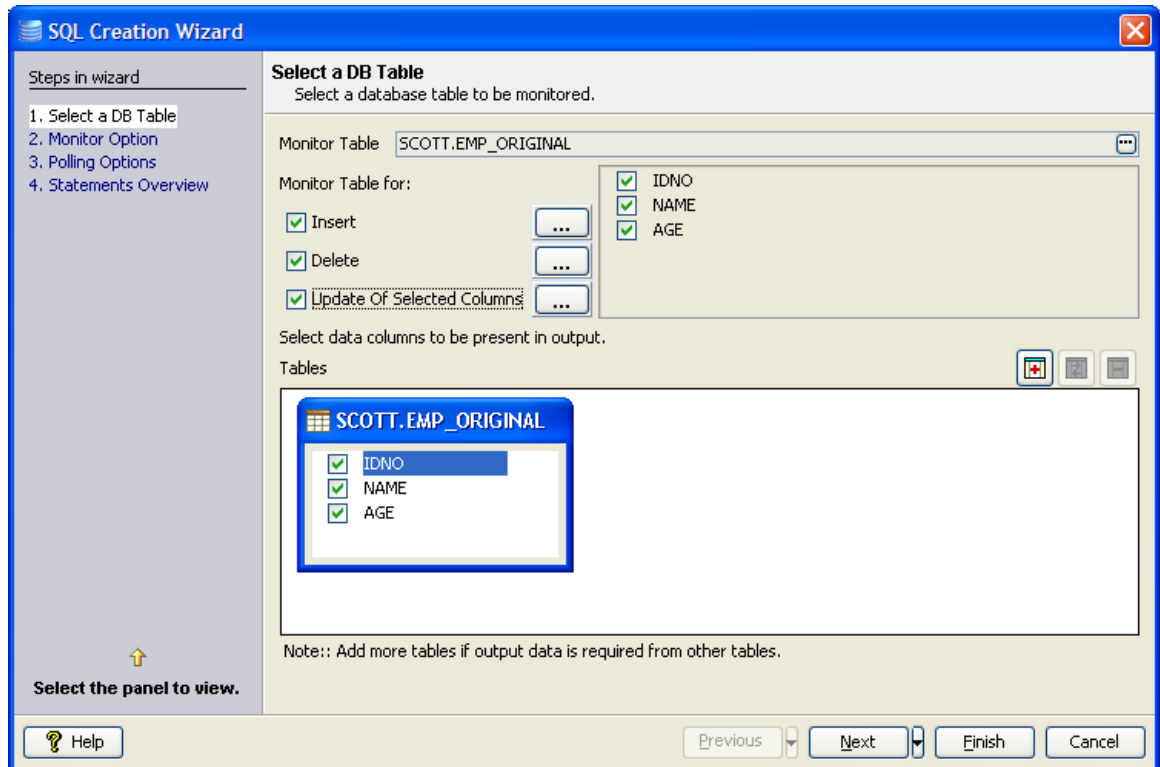 SQL Creation Wizard
Steps in wizard
1. Select a DB Table
2. Monitor Option
3. Polling Options
4. Statements Overview
Select the panel to view.
Select a DB Table
Select a database table to be monitored.
Monitor Table SCOTT.EMP_ORIGINAL ...
Monitor Table for:
Insert ...
Delete ...
Update Of Selected Columns ...
IDNO
NAME
AGE
Select data columns to be present in output.
Tables
SCOTT.EMP_ORIGINAL
IDNO
NAME
AGE
Note:: Add more tables if output data is required from other tables.
Help Previous Next Finish Cancel